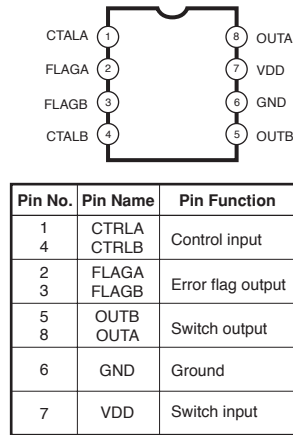 CTALA 1 8 OUTA
FLAGA 2 7 VDD
FLAGB 3 6 GND
CTALB 4 5 OUTB
Pin No. Pin Name Pin Function
1 CTRLA
4 CTRLB
Control input
2 FLAGA
3 FLAGB
Error flag output
5 OUTB
8 OUTA
Switch output
6 GND Ground
7 VDD Switch input